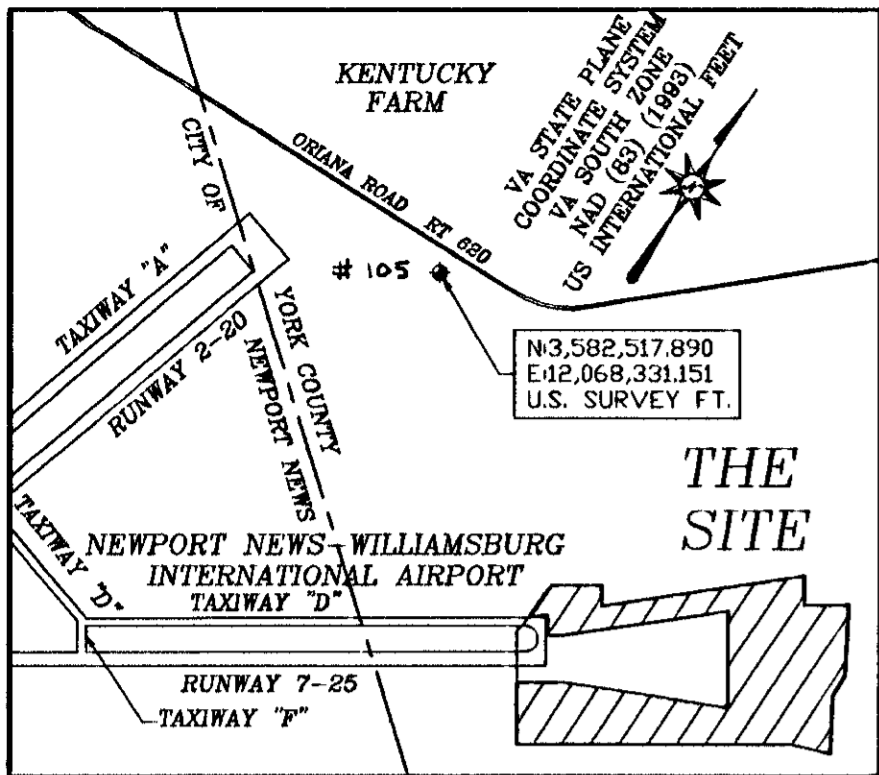 KENTUCKY
FARM
VA STATE PLANE
COORDINATE SYSTEM
VA SOUTH ZONE
NAD (83) (1993)
US INTERNATIONAL FEET
N
CITY OF
ORIANA ROAD RT 620
# 105
TAXIWAY "A"
RUNWAY 2-20
YORK COUNTY
NEWPORT NEWS
N:3,582,517.890
E:12,068,331.151
U.S. SURVEY FT.
THE
SITE
TAXIWAY "D"
NEWPORT NEWS-WILLIAMSBURG
INTERNATIONAL AIRPORT
TAXIWAY "D"
RUNWAY 7-25
TAXIWAY "F"